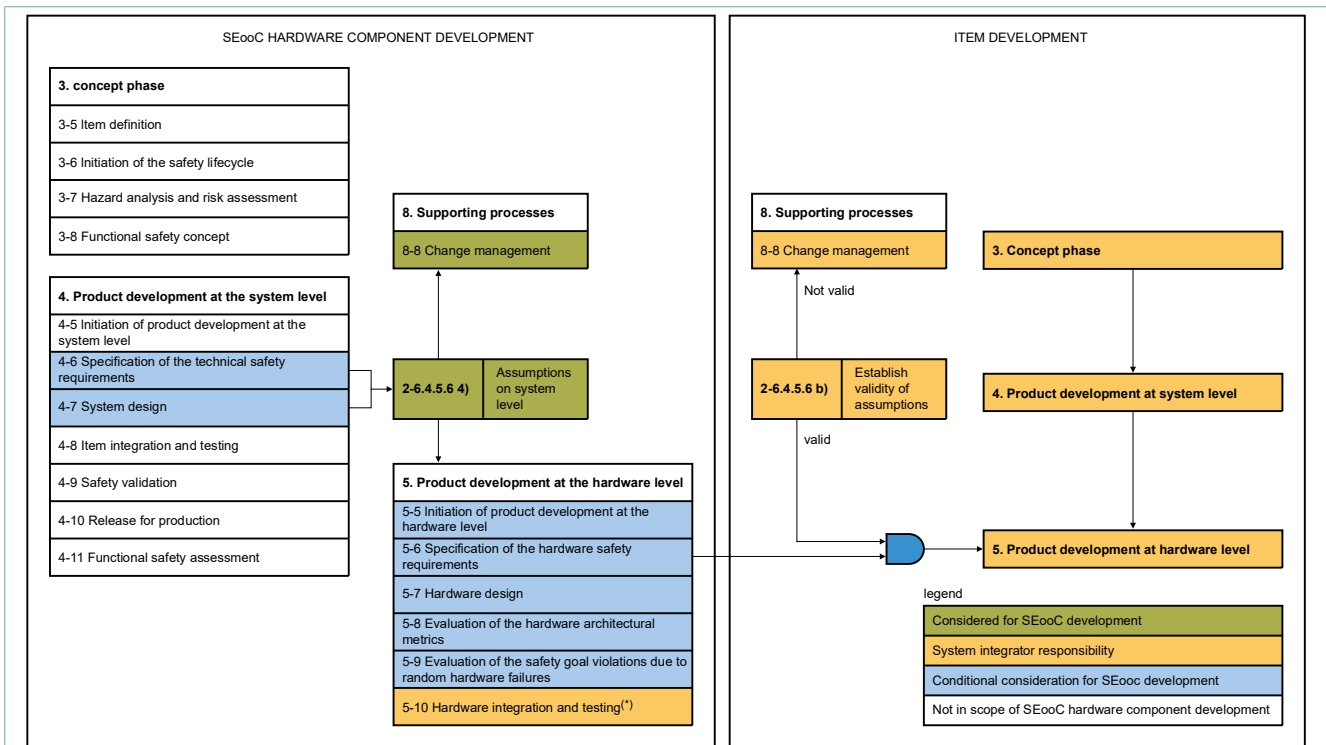 SEooC HARDWARE COMPONENT DEVELOPMENT
3. concept phase
3-5 Item definition
3-6 Initiation of the safety lifecycle
3-7 Hazard analysis and risk assessment
3-8 Functional safety concept
4. Product development at the system level
4-5 Initiation of product development at the
system level
4-6 Specification of the technical safety
requirements
4-7 System design
4-8 Item integration and testing
4-9 Safety validation
4-10 Release for production
4-11 Functional safety assessment
8. Supporting processes
8-8 Change management
2-6.4.5.6 4)
Assumptions
on system
level
5. Product development at the hardware level
5-5 Initiation of product development at the
hardware level
5-6 Specification of the hardware safety
requirements
5-7 Hardware design
5-8 Evaluation of the hardware architectural
metrics
5-9 Evaluation of the safety goal violations due to
random hardware failures
5-10 Hardware integration and testing(*)
ITEM DEVELOPMENT
8. Supporting processes
8-8 Change management
Not valid
2-6.4.5.6 b)
Establish
validity of
assumptions
valid
3. Concept phase
4. Product development at system level
5. Product development at hardware level
legend
Considered for SEooC development
System integrator responsibility
Conditional consideration for SEooc development
Not in scope of SEooC hardware component development